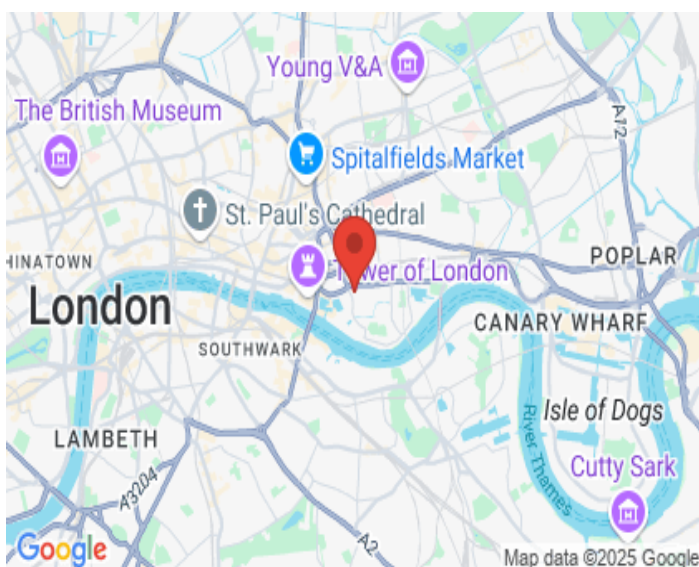 Young V&A
The British Museum
A12
Spitalfields Market
St. Paul's Cathedral
HINATOWN
POPLAR
Tower of London
London
CANARY WHARF
SOUTHWARK
Isle of Dogs
LAMBETH
River Thames
Cutty Sark
A3204
A2
Google
Map data ©2025 Google